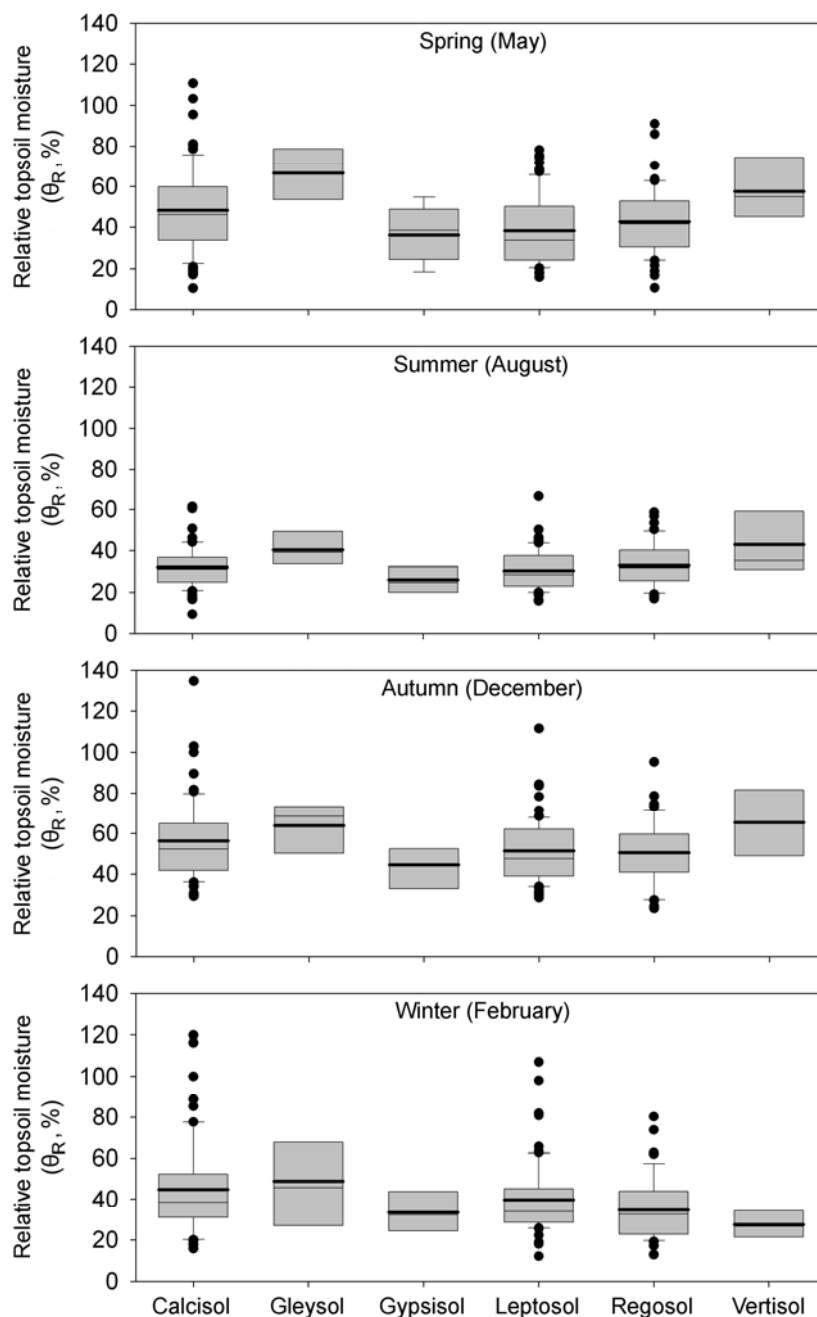 Relative topsoil moisture
(θR, %)
140
120
100
80
60
40
20
0
Spring (May)
Relative topsoil moisture
(θR, %)
140
120
100
80
60
40
20
0
Summer (August)
Relative topsoil moisture
(θR, %)
140
120
100
80
60
40
20
0
Autumn (December)
Relative topsoil moisture
(θR, %)
140
120
100
80
60
40
20
0
Winter (February)
Calcisol Gleysol Gypsisol Leptosol Regosol Vertisol